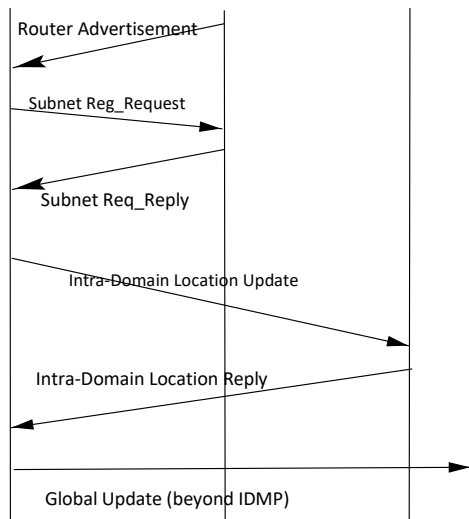 Router Advertisement
Subnet Reg_Request
Subnet Req_Reply
Intra-Domain Location Update
Intra-Domain Location Reply
Global Update (beyond IDMP)